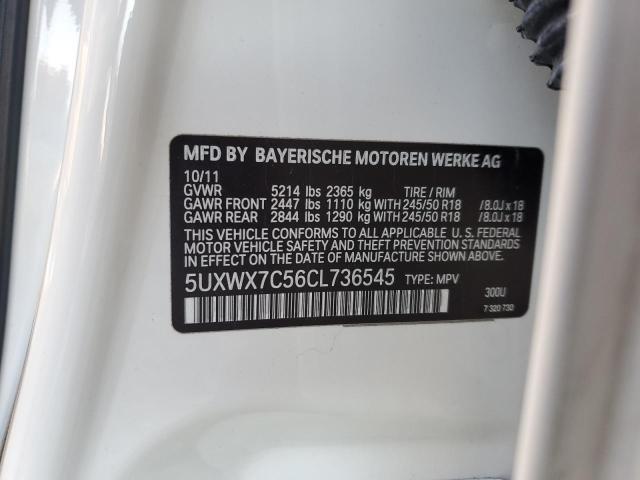 MFD BY BAYERISCHE MOTOREN WERKE AG
10/11
GVWR 5214 lbs 2365 kg TIRE / RIM
GAWR FRONT 2447 lbs 1110 kg WITH 245/50 R18 /8.0J x 18
GAWR REAR 2844 lbs 1290 kg WITH 245/50 R18 /8.0J x 18
THIS VEHICLE CONFORMS TO ALL APPLICABLE U.S. FEDERAL
MOTOR VEHICLE SAFETY, BUMPER, AND THEFT PREVENTION STANDARDS
IN EFFECT ON THE DATE OF MANUFACTURE SHOWN ABOVE.
5UXWX7C56CL736545 TYPE: MPV
300U
7 320 730